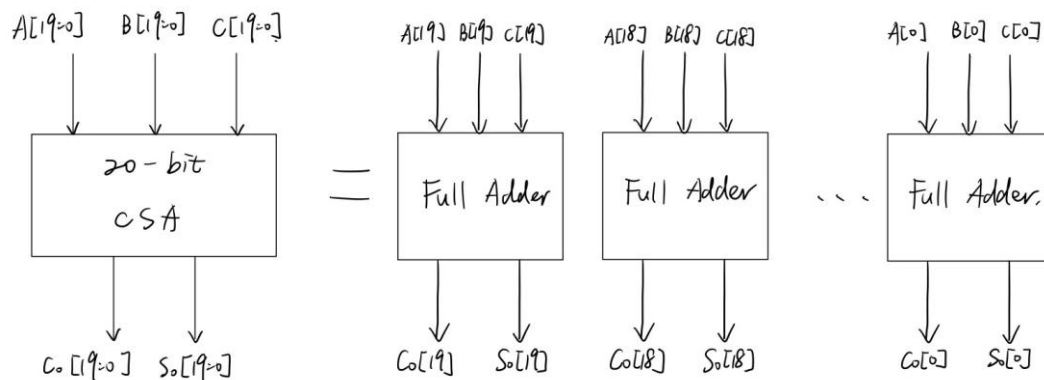 A[19:0] B[19:0] C[19:0]
20-bit
CSA
Co[19:0] So[19:0]
=
A[19] B[19] C[19]
Full Adder
Co[19] So[19]
A[18] B[18] C[18]
Full Adder
Co[18] So[18]
...
A[0] B[0] C[0]
Full Adder.
Co[0] So[0]